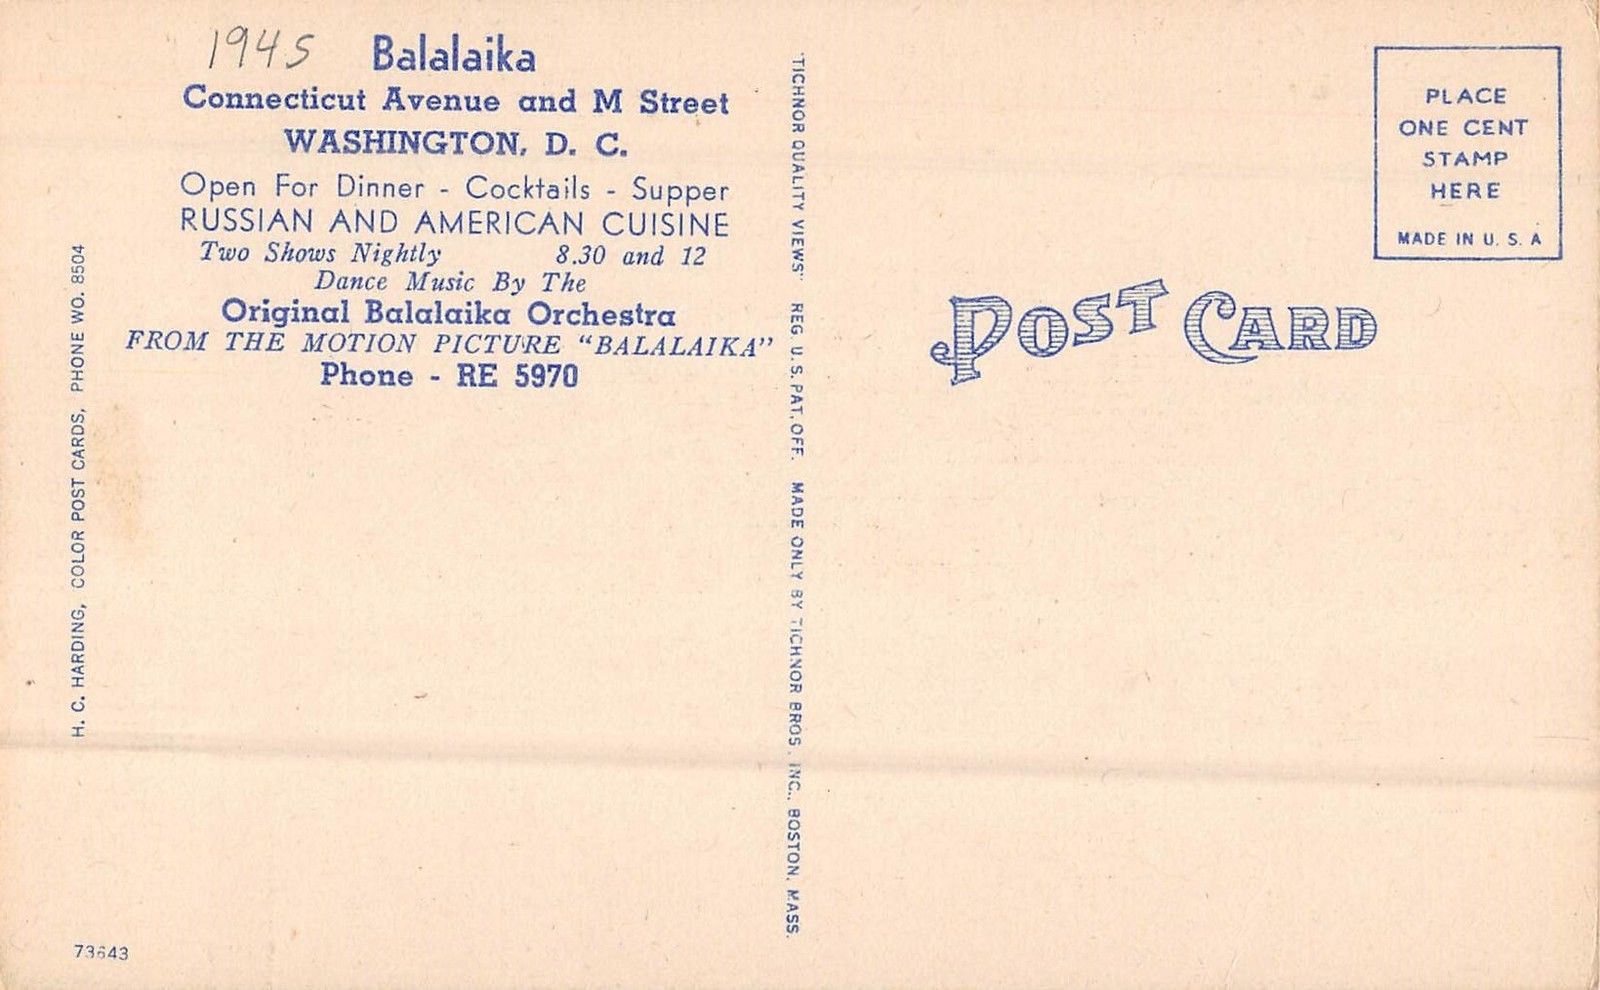 1945
Balalaika
Connecticut Avenue and M Street
WASHINGTON, D. C.
Open For Dinner - Cocktails - Supper
RUSSIAN AND AMERICAN CUISINE
Two Shows Nightly 8.30 and 12
Dance Music By The
Original Balalaika Orchestra
FROM THE MOTION PICTURE "BALALAIKA"
Phone - RE 5970
H. C. HARDING, COLOR POST CARDS, PHONE WO. 8504
73643
'TICHNOR QUALITY VIEWS' REG. U. S. PAT. OFF. MADE ONLY BY TICHNOR BROS. INC., BOSTON, MASS.
PLACE
ONE CENT
STAMP
HERE
MADE IN U. S. A
POST CARD